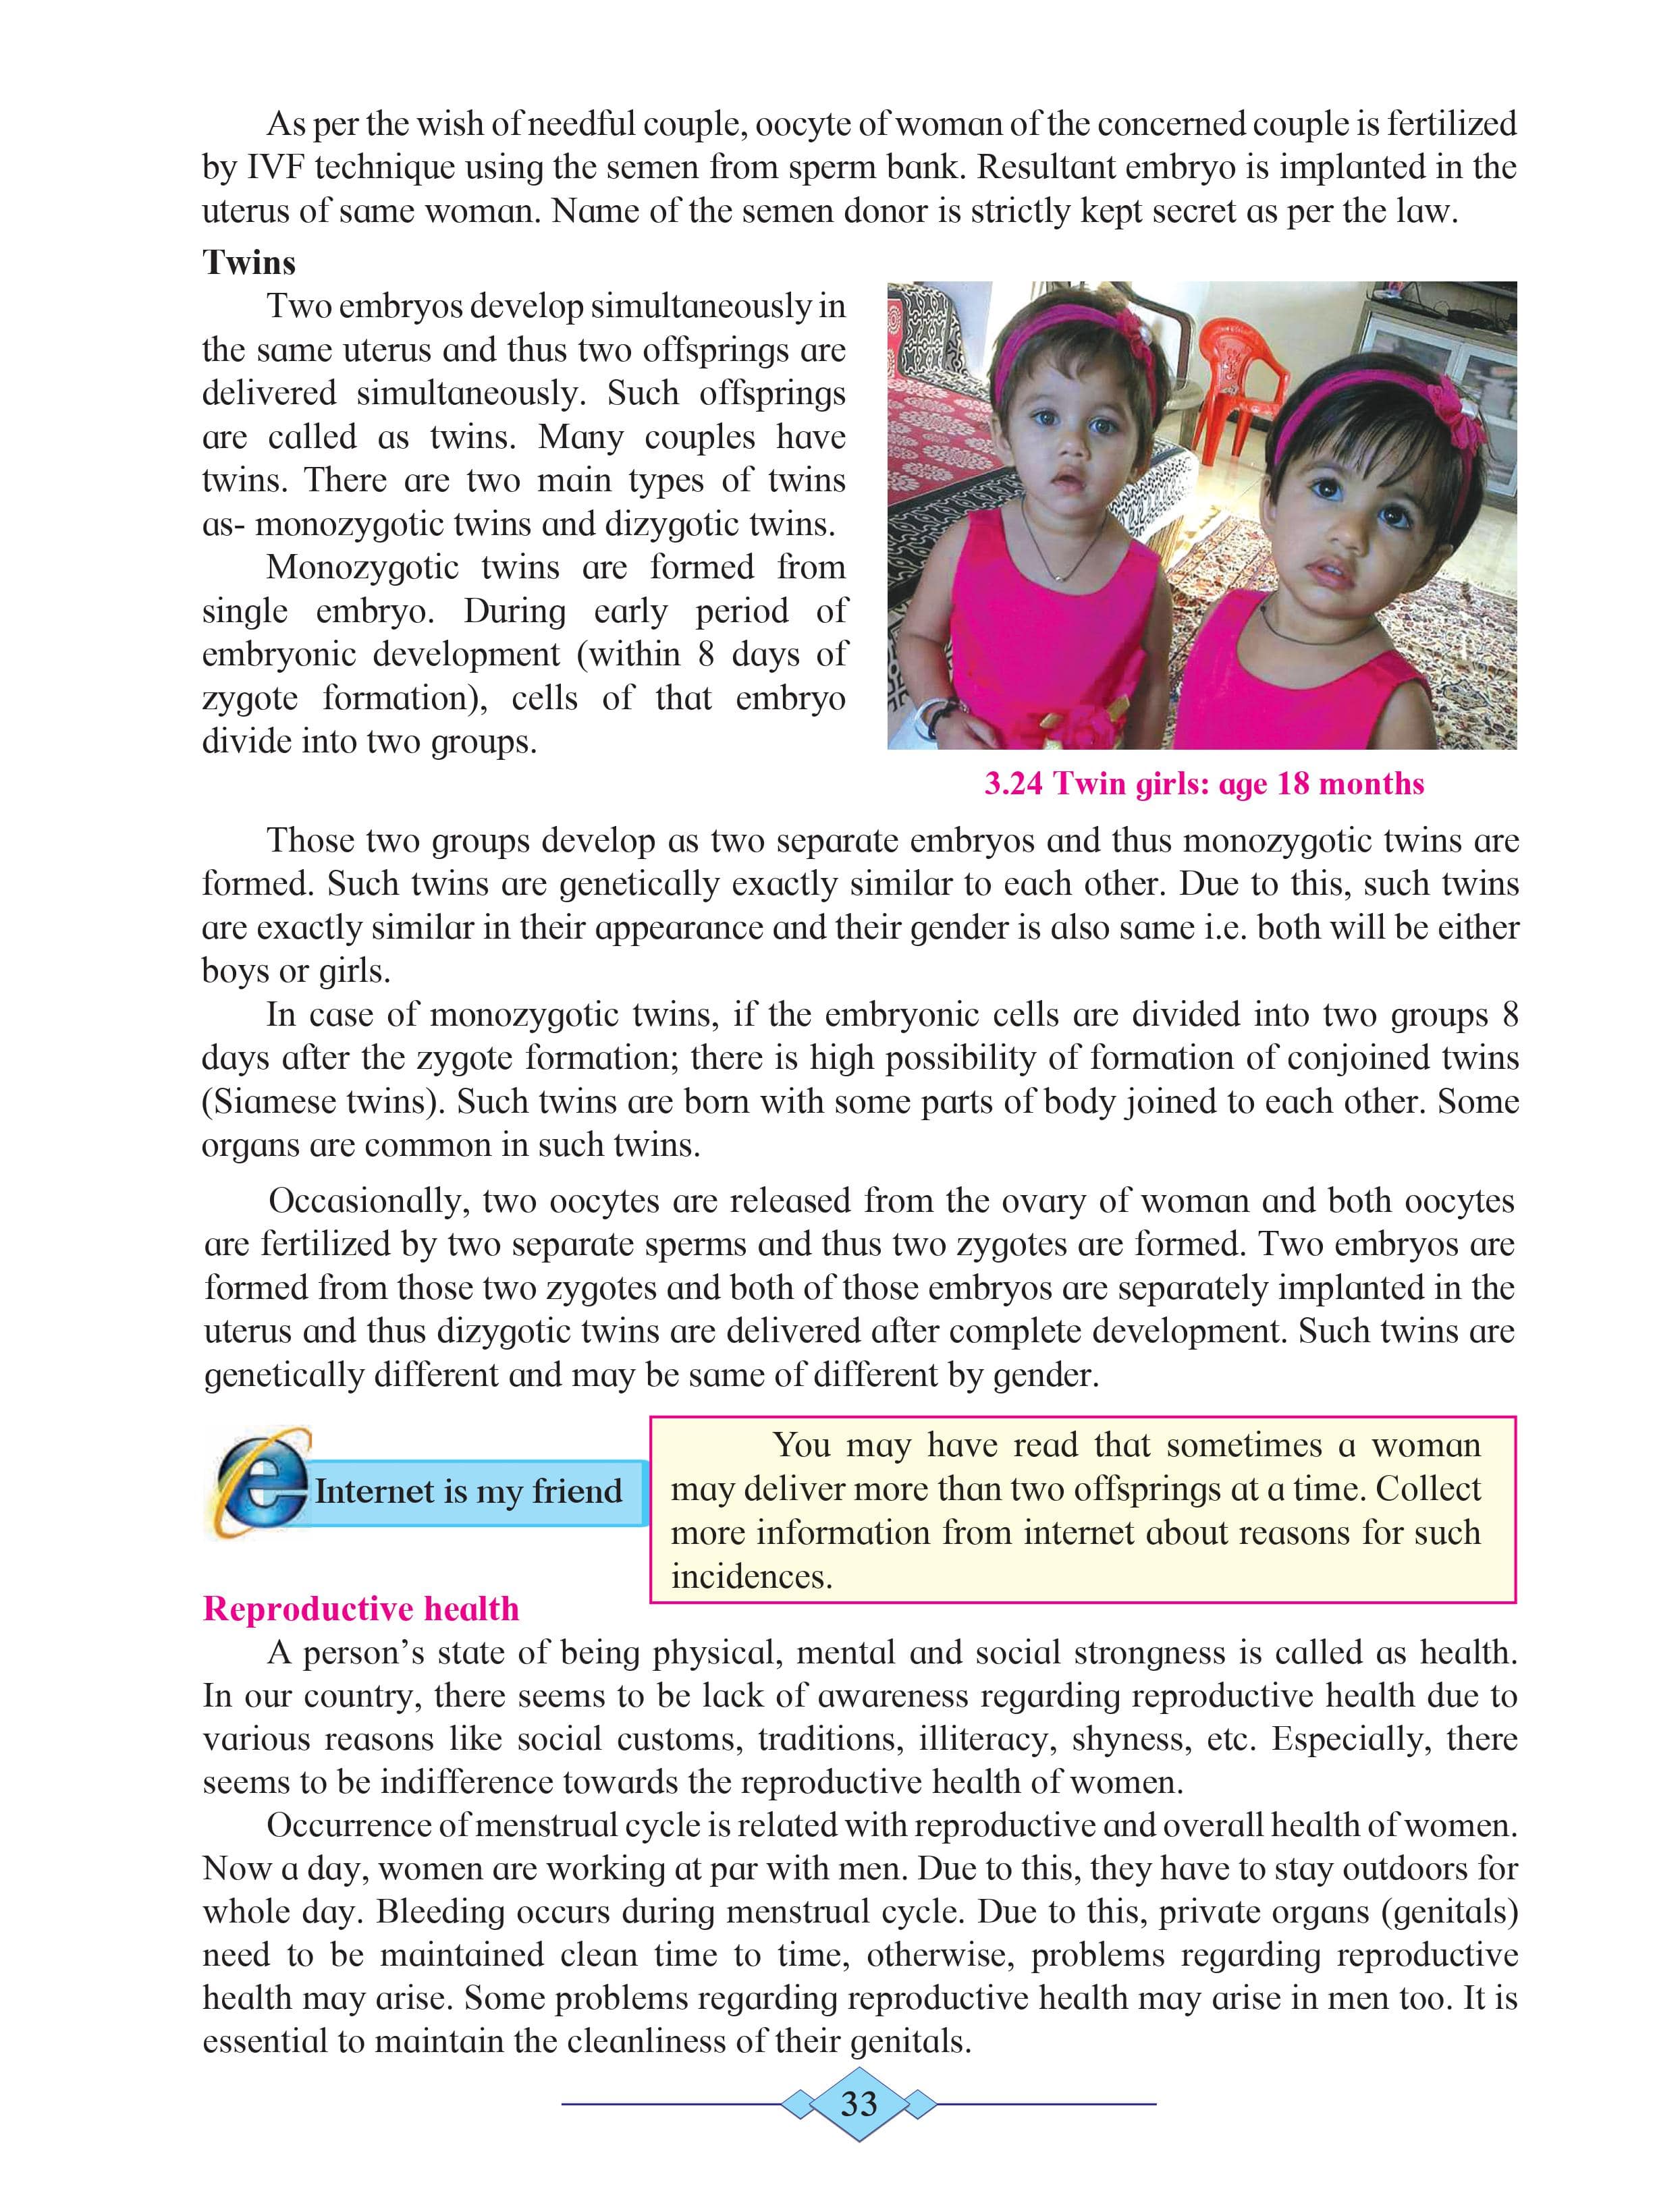 As per the wish of needful couple, oocyte of woman of the concerned couple is fertilized
by IVF technique using the semen from sperm bank. Resultant embryo is implanted in the
uterus of same woman. Name of the semen donor is strictly kept secret as per the law.
Twins
Two embryos develop simultaneously in
the same uterus and thus two offsprings are
delivered simultaneously. Such offsprings
are called as twins. Many couples have
twins. There are two main types of twins
as- monozygotic twins and dizygotic twins.
Monozygotic twins are formed from
single embryo. During early period of
embryonic development (within 8 days of
zygote formation), cells of that embryo
divide into two groups.
3.24 Twin girls: age 18 months
Those two groups develop as two separate embryos and thus monozygotic twins are
formed. Such twins are genetically exactly similar to each other. Due to this, such twins
are exactly similar in their appearance and their gender is also same i.e. both will be either
boys or girls.
In case of monozygotic twins, if the embryonic cells are divided into two groups 8
days after the zygote formation; there is high possibility of formation of conjoined twins
(Siamese twins). Such twins are born with some parts of body joined to each other. Some
organs are common in such twins.
Occasionally, two oocytes are released from the ovary of woman and both oocytes
are fertilized by two separate sperms and thus two zygotes are formed. Two embryos are
formed from those two zygotes and both of those embryos are separately implanted in the
uterus and thus dizygotic twins are delivered after complete development. Such twins are
genetically different and may be same of different by gender.
Internet is my friend
You may have read that sometimes a woman
may deliver more than two offsprings at a time. Collect
more information from internet about reasons for such
incidences.
Reproductive health
A person's state of being physical, mental and social strongness is called as health.
In our country, there seems to be lack of awareness regarding reproductive health due to
various reasons like social customs, traditions, illiteracy, shyness, etc. Especially, there
seems to be indifference towards the reproductive health of women.
Occurrence of menstrual cycle is related with reproductive and overall health of women.
Now a day, women are working at par with men. Due to this, they have to stay outdoors for
whole day. Bleeding occurs during menstrual cycle. Due to this, private organs (genitals)
need to be maintained clean time to time, otherwise, problems regarding reproductive
health may arise. Some problems regarding reproductive health may arise in men too. It is
essential to maintain the cleanliness of their genitals.
33